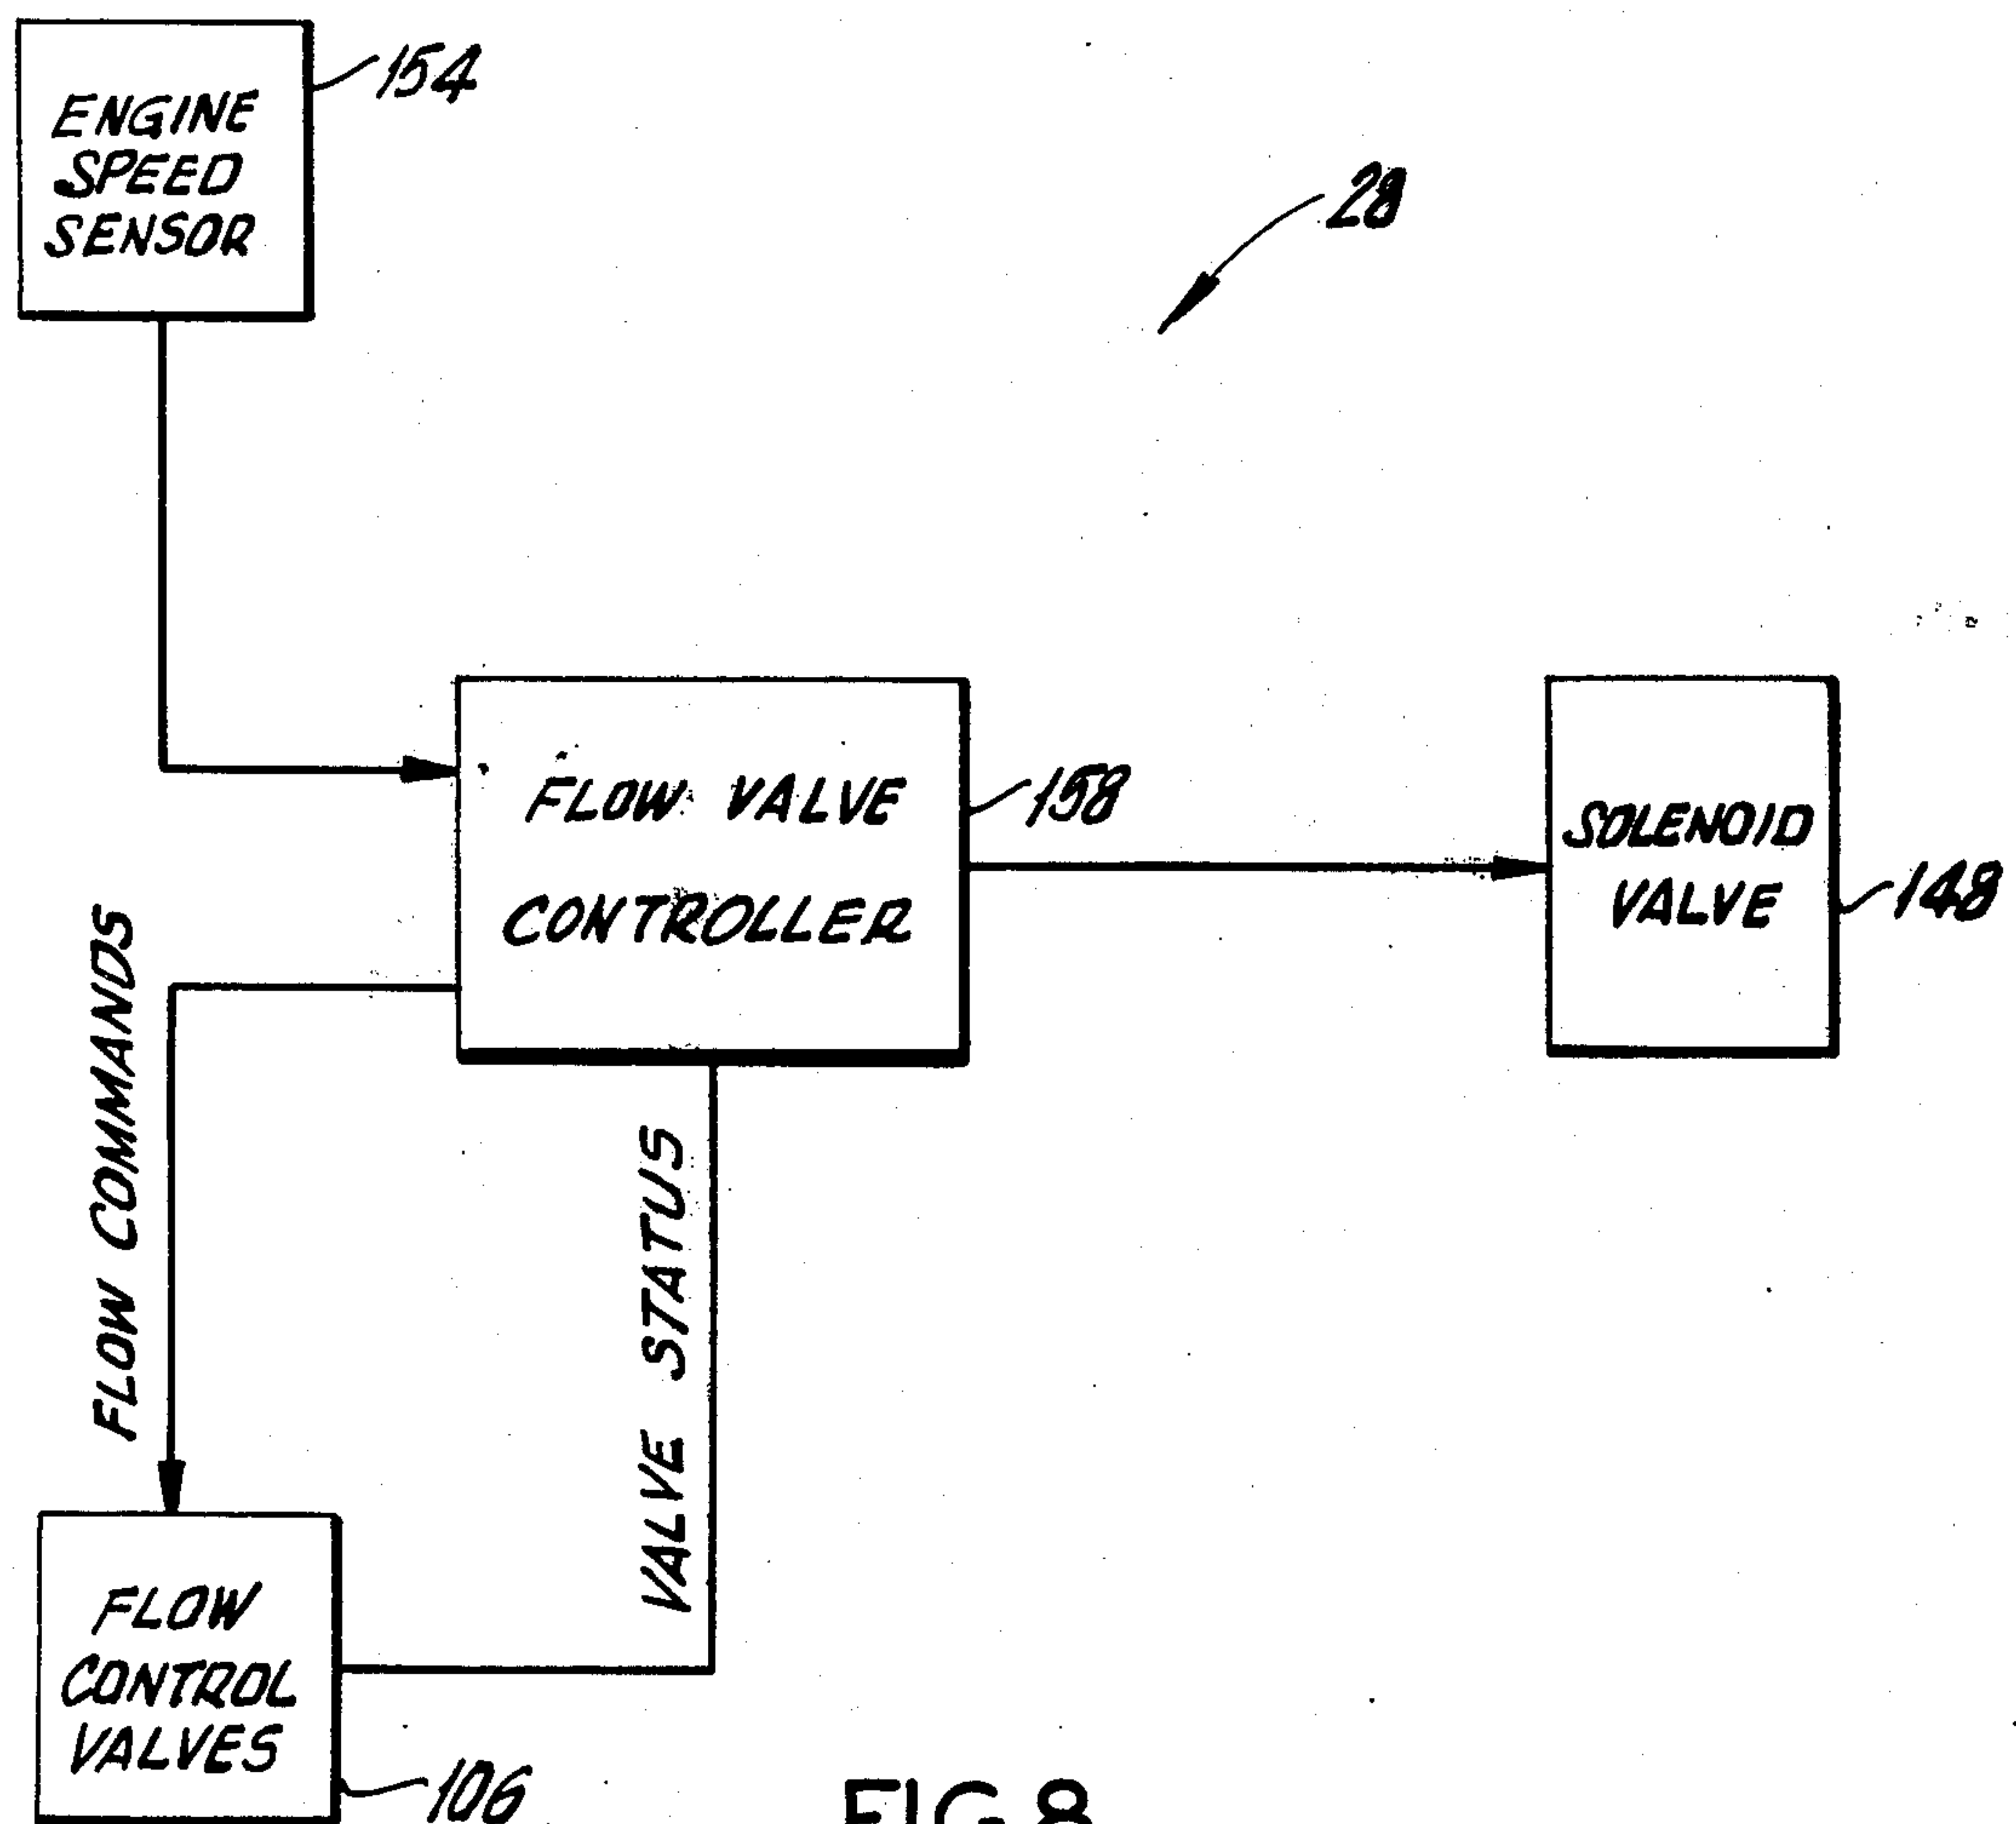 154
ENGINE
SPEED
SENSOR
28
FLOW VALVE
CONTROLLER
158
SOLENOID
VALVE
148
FLOW COMMANDS
VALVE STATUS
FLOW
CONTROL
VALVES
106
FIG.8